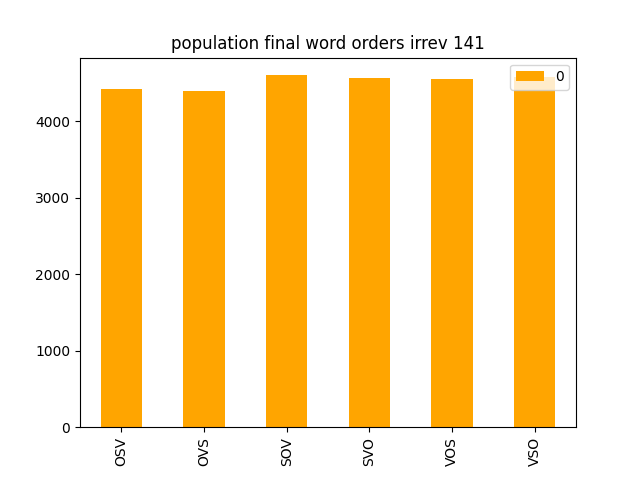 population final word orders irrev 141
0
4000
3000
2000
1000
0
OSV
OVS
SOV
SVO
VOS
VSO